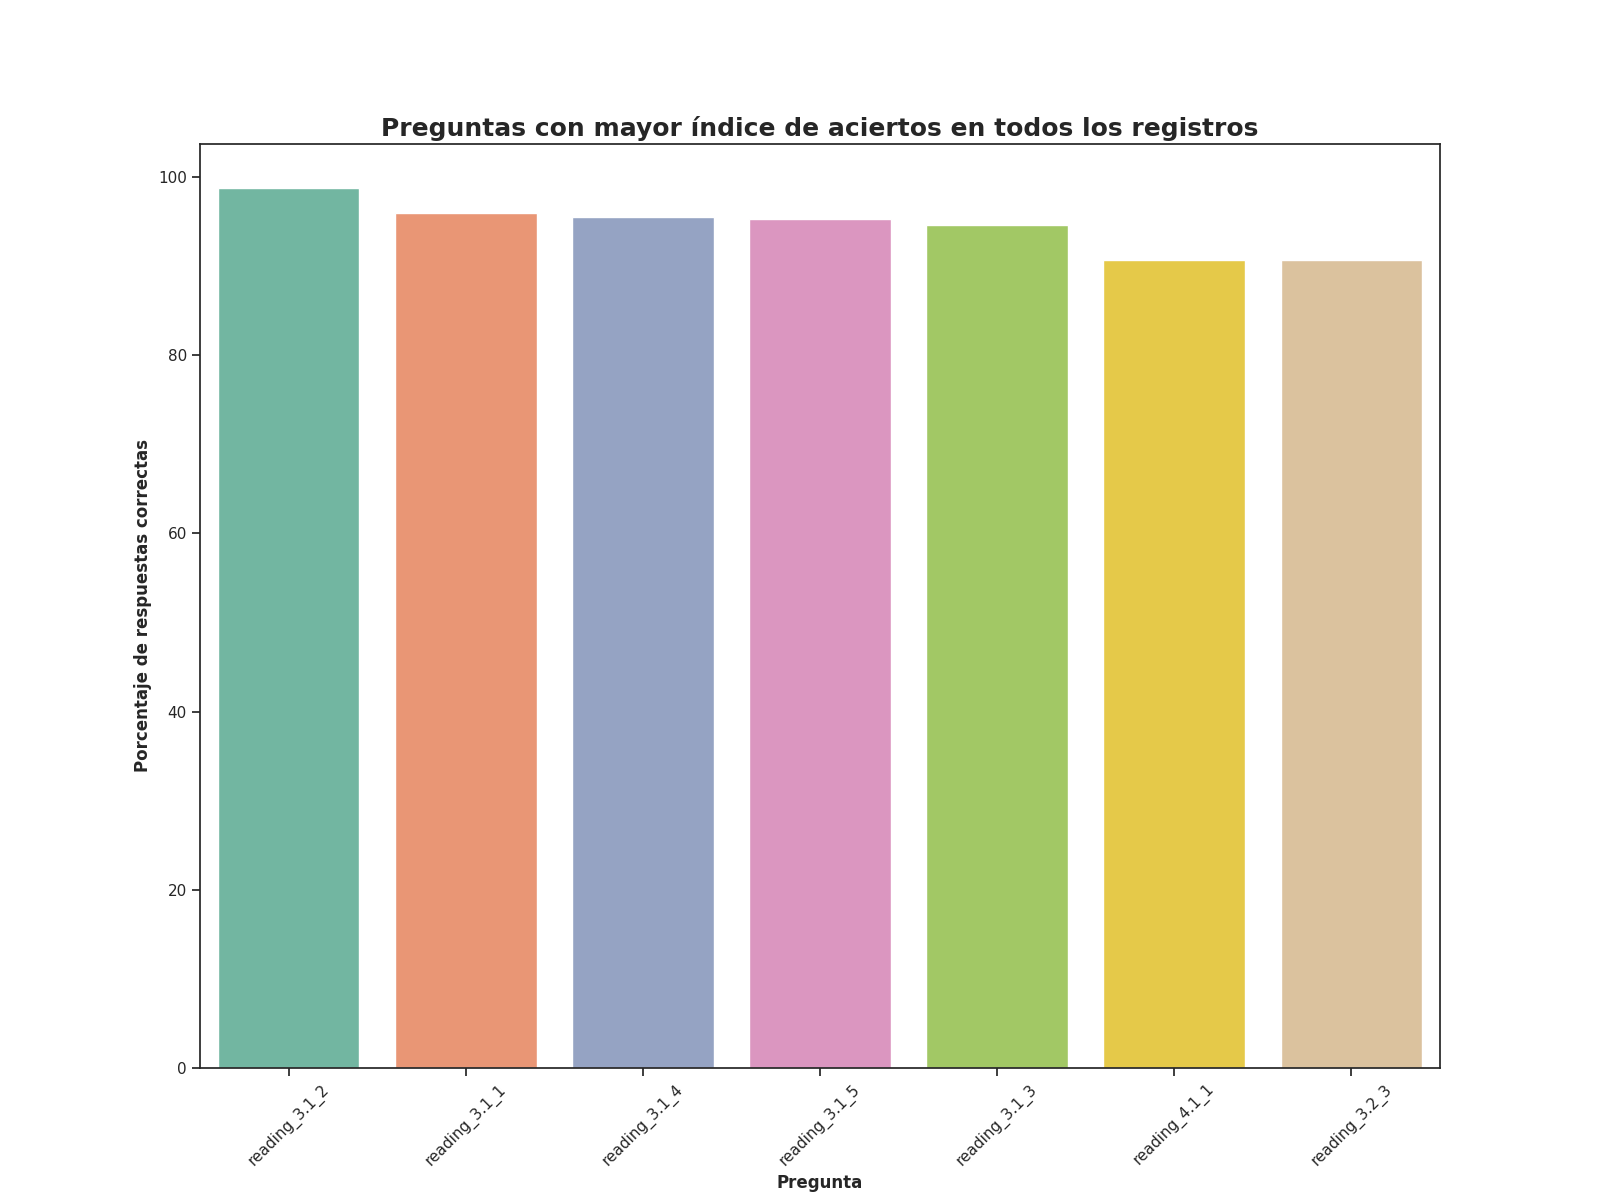 Preguntas con mayor índice de aciertos en todos los registros
Porcentaje de respuestas correctas
100
80
60
40
20
0
reading_3.1_2
reading_3.1_1
reading_3.1_4
reading_3.1_5
reading_3.1_3
reading_4.1_1
reading_3.2_3
Pregunta